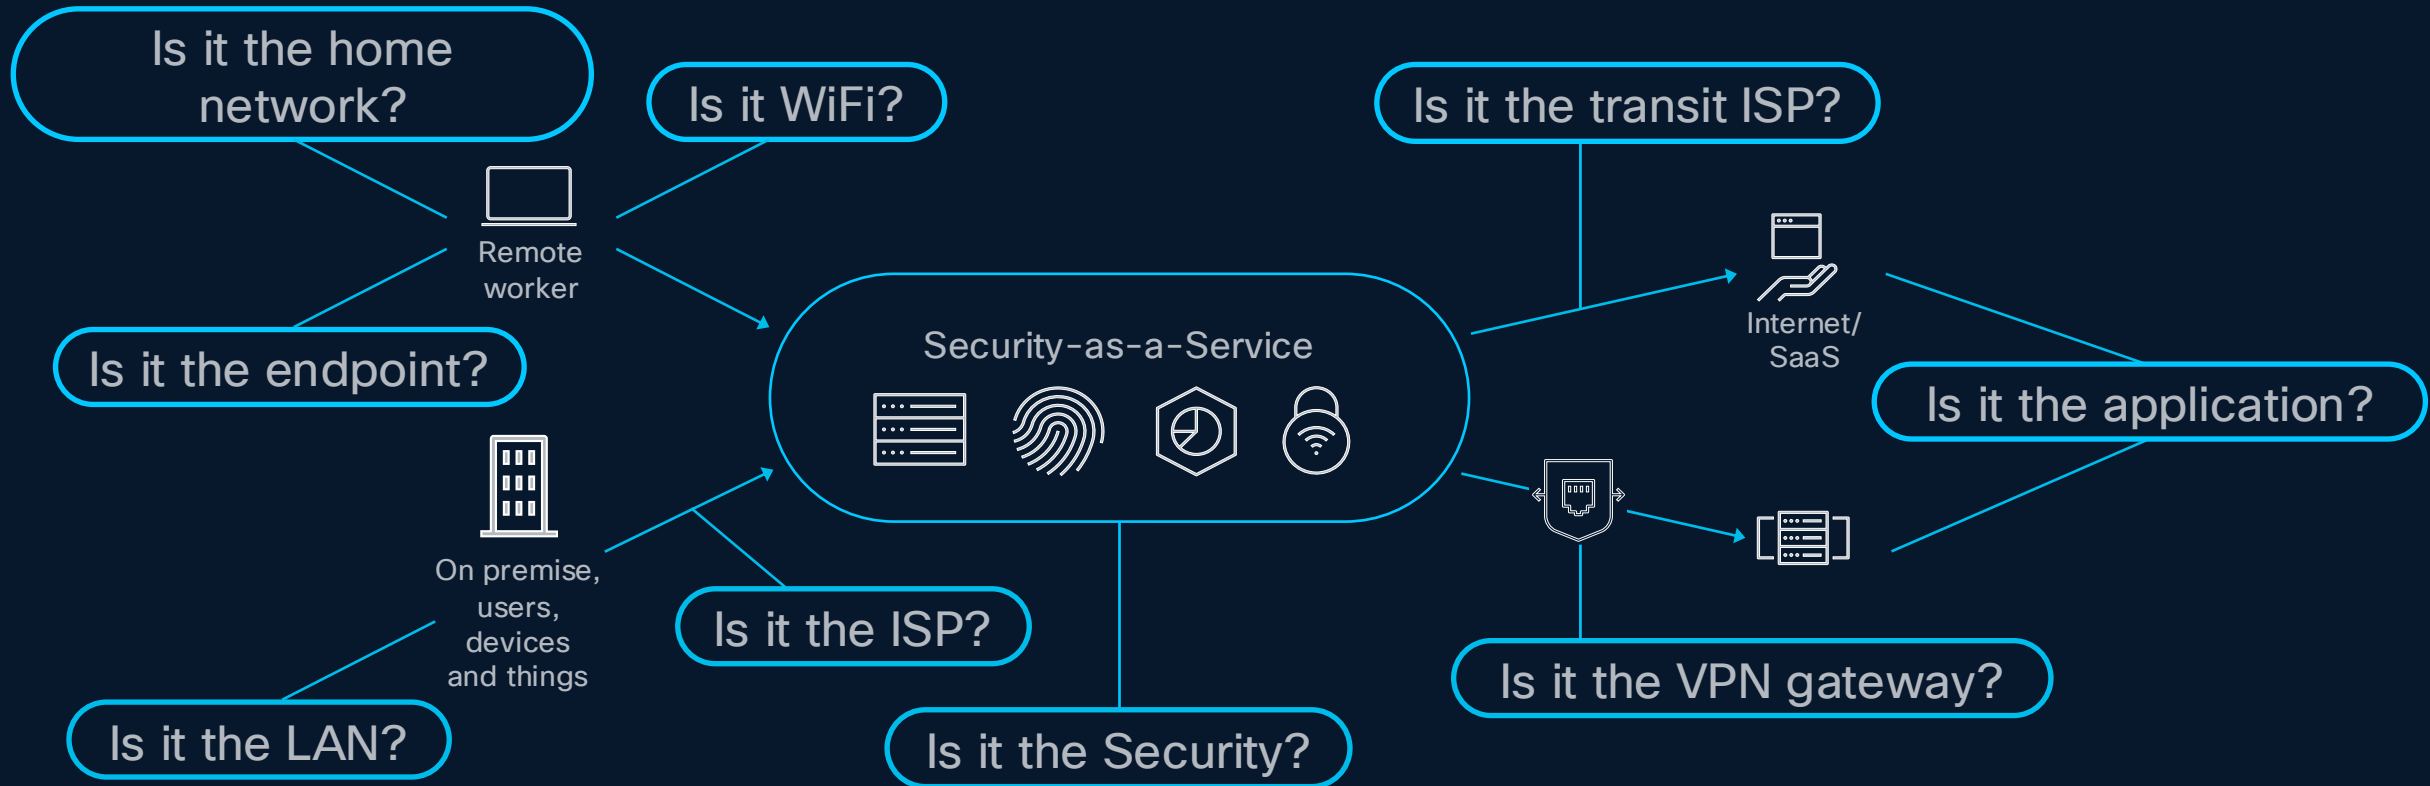 Is it the home
network?
Is it WiFi?
Is it the transit ISP?
Remote
worker
Internet/
SaaS
Security-as-a-Service
Is it the endpoint?
Is it the application?
On premise,
users,
devices
and things
Is it the ISP?
Is it the VPN gateway?
Is it the LAN?
Is it the Security?